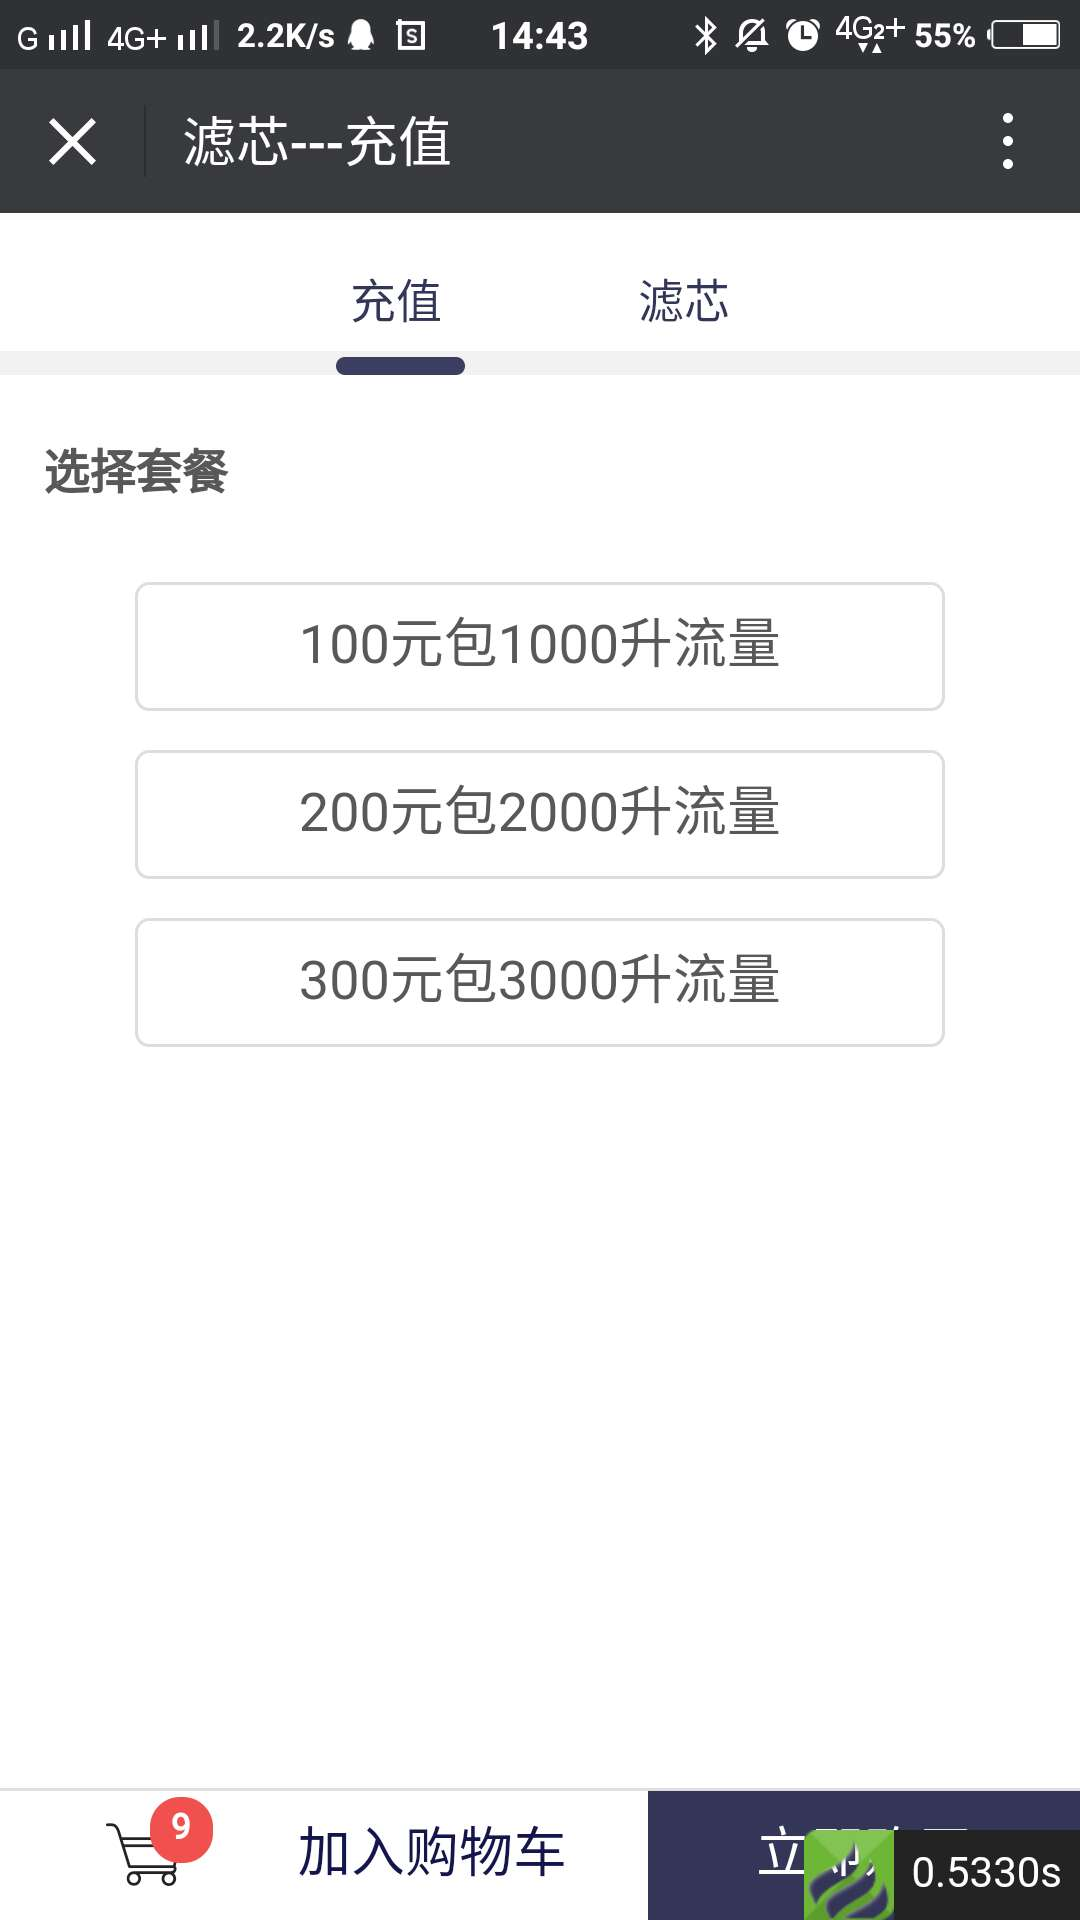 G 4G+ 2.2K/s 14:43 4G2+ 55%
滤芯---充值
充值 滤芯
选择套餐
100元包1000升流量
200元包2000升流量
300元包3000升流量
9 加入购物车 立
0.5330s